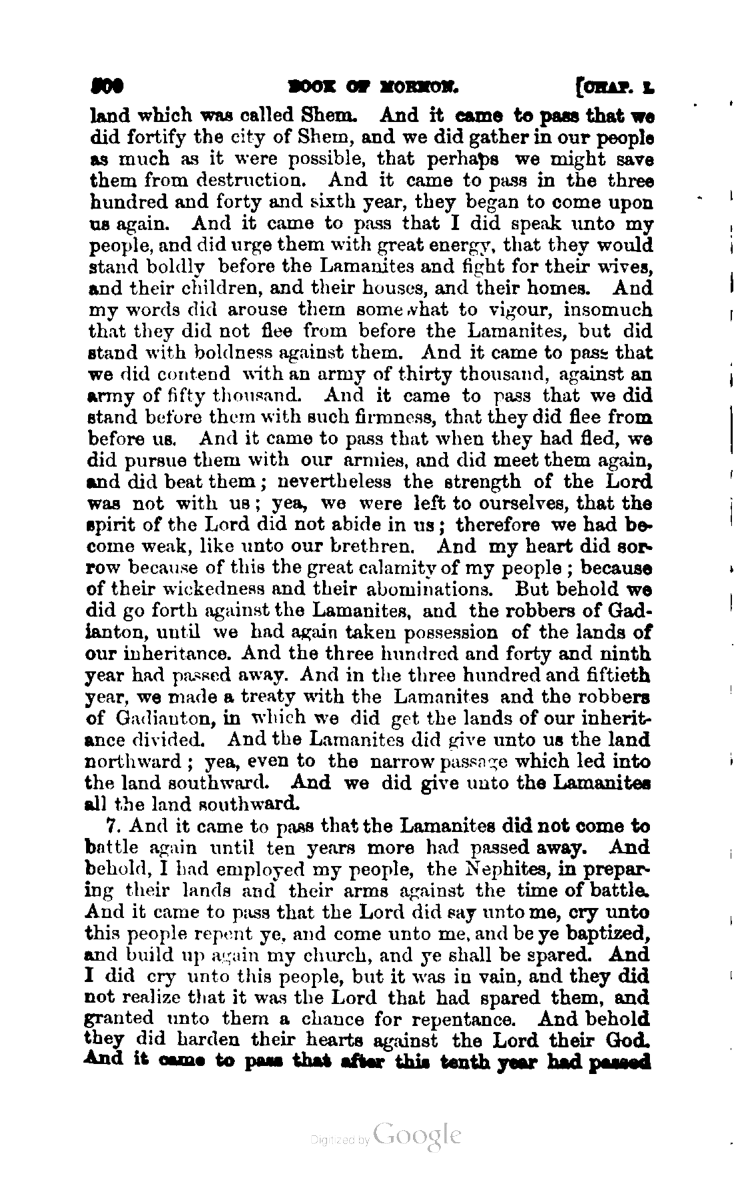 500 BOOK OF MORMON. [CHAP. I.
land which was called Shem. And it came to pass that we
did fortify the city of Shem, and we did gather in our people
as much as it were possible, that perhaps we might save
them from destruction. And it came to pass in the three
hundred and forty and sixth year, they began to come upon
us again. And it came to pass that I did speak unto my
people, and did urge them with great energy, that they would
stand boldly before the Lamanites and fight for their wives,
and their children, and their houses, and their homes. And
my words did arouse them somewhat to vigour, insomuch
that they did not flee from before the Lamanites, but did
stand with boldness against them. And it came to pass that
we did contend with an army of thirty thousand, against an
army of fifty thousand. And it came to pass that we did
stand before them with such firmness, that they did flee from
before us. And it came to pass that when they had fled, we
did pursue them with our armies, and did meet them again,
and did beat them; nevertheless the strength of the Lord
was not with us; yea, we were left to ourselves, that the
spirit of the Lord did not abide in us; therefore we had be-
come weak, like unto our brethren. And my heart did sor-
row because of this the great calamity of my people; because
of their wickedness and their abominations. But behold we
did go forth against the Lamanites, and the robbers of Gad-
ianton, until we had again taken possession of the lands of
our inheritance. And the three hundred and forty and ninth
year had passed away. And in the three hundred and fiftieth
year, we made a treaty with the Lamanites and the robbers
of Gadianton, in which we did get the lands of our inherit-
ance divided. And the Lamanites did give unto us the land
northward; yea, even to the narrow passage which led into
the land southward. And we did give unto the Lamanites
all the land southward.
7. And it came to pass that the Lamanites did not come to
battle again until ten years more had passed away. And
behold, I had employed my people, the Nephites, in prepar-
ing their lands and their arms against the time of battle.
And it came to pass that the Lord did say unto me, cry unto
this people repent ye, and come unto me, and be ye baptized,
and build up again my church, and ye shall be spared. And
I did cry unto this people, but it was in vain, and they did
not realize that it was the Lord that had spared them, and
granted unto them a chance for repentance. And behold
they did harden their hearts against the Lord their God.
And it came to pass that after this tenth year had passed
Digitized by Google